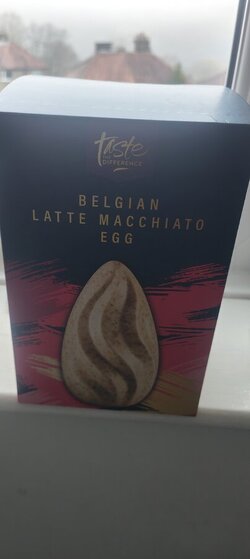 taste
THE
DIFFERENCE
BELGIAN
LATTE MACCHIATO
EGG